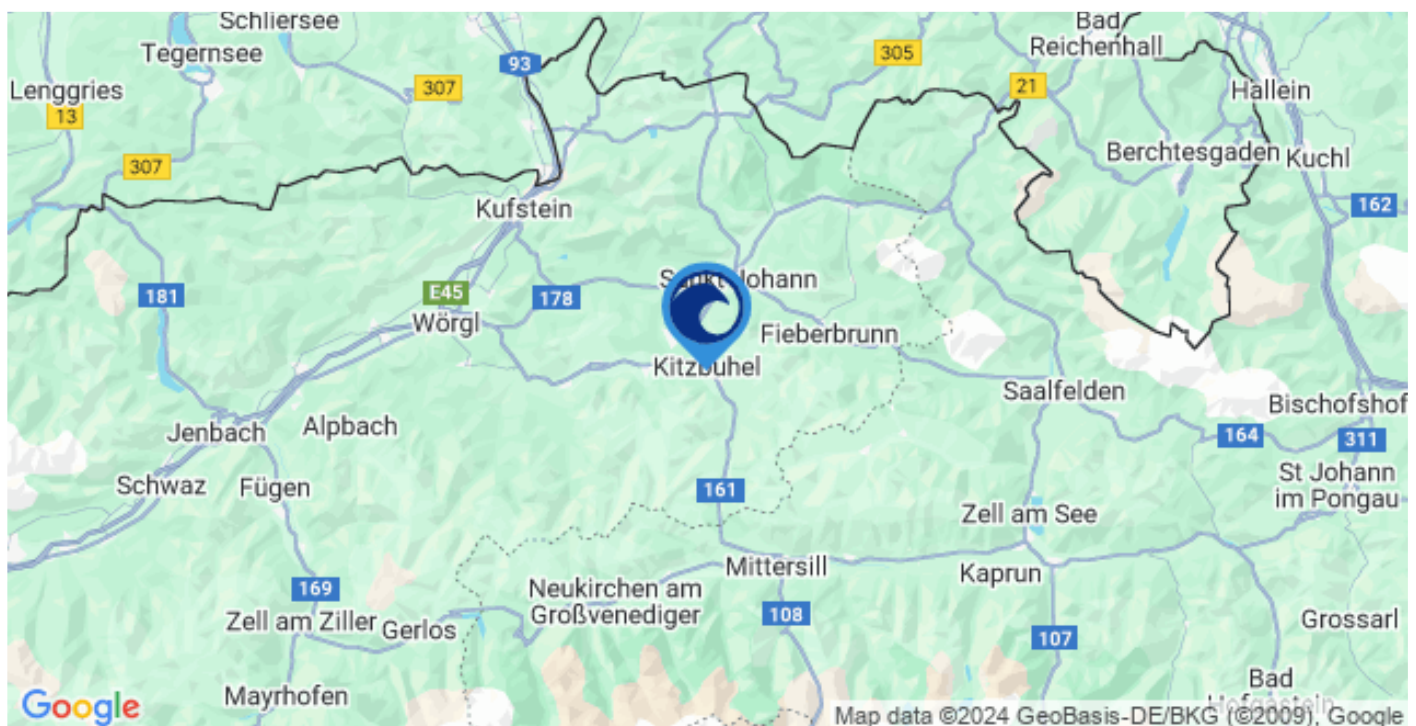 Schliersee
Tegernsee
Lenggries
13
307
307
93
305
Bad
Reichenhall
21
Hallein
Berchtesgaden
Kuchl
162
Kufstein
181
E45
178
Wörgl
Sankt Johann
Fieberbrunn
Kitzbühel
Saalfelden
Bischofshof
164
311
Jenbach
Alpbach
Schwaz
Fügen
161
St Johann
im Pongau
Zell am See
Mittersill
Kaprun
169
Neukirchen am
Großvenediger
108
Zell am Ziller
Gerlos
107
Grossarl
Mayrhofen
Bad
Hofgastein
Google
Map data ©2024 GeoBasis-DE/BKG (©2009), Google